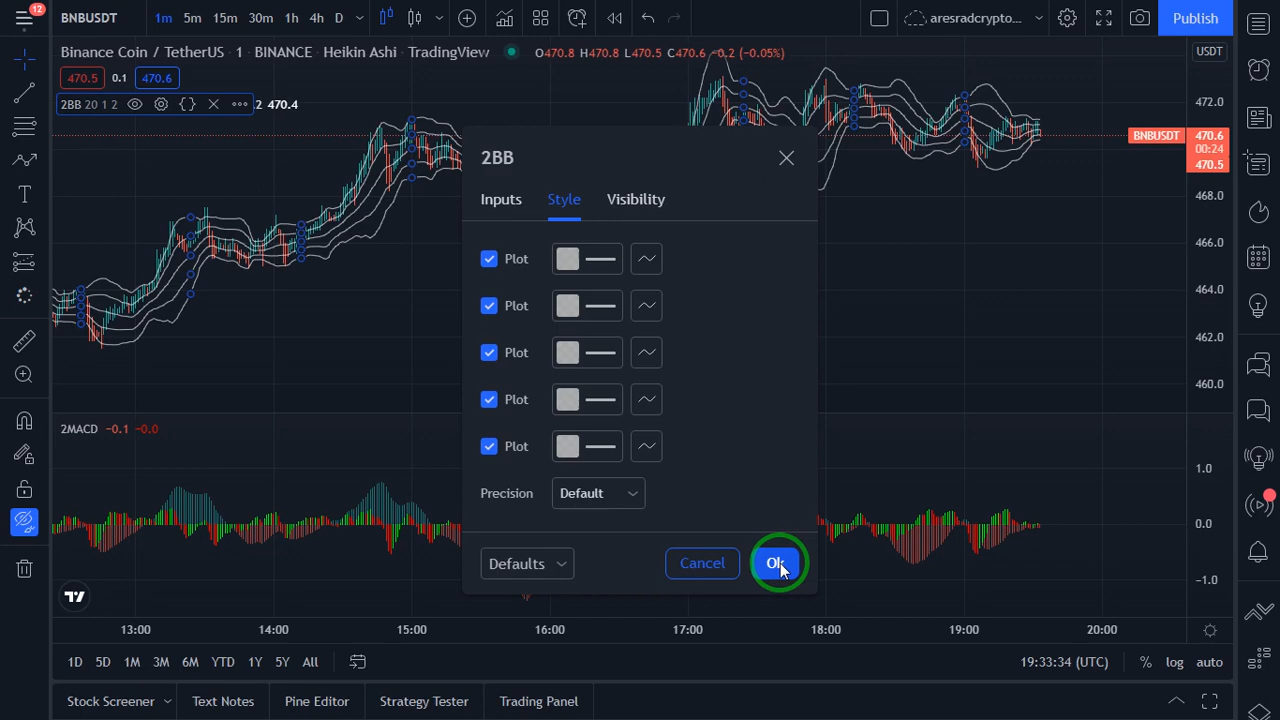 12
BNBUSDT
1m 5m 15m 30m 1h 4h D
aresradcrypto...
Publish
Binance Coin / TetherUS · 1 · BINANCE · Heikin Ashi · TradingView
O470.8 H470.8 L470.5 C470.6 −0.2 (−0.05%)
USDT
470.5 0.1 470.6
2BB 20 1 2
.2 470.4
2BB
Inputs
Style
Visibility
Plot
Plot
Plot
Plot
Plot
Precision
Default
Defaults
Cancel
Ok
472.0
BNBUSDT
470.6
00:24
470.5
468.0
466.0
464.0
462.0
460.0
2MACD −0.1 −0.0
1.0
0.0
−1.0
13:00 14:00 15:00 16:00 17:00 18:00 19:00 20:00
1D 5D 1M 3M 6M YTD 1Y 5Y All
19:33:34 (UTC)
% log auto
Stock Screener
Text Notes
Pine Editor
Strategy Tester
Trading Panel